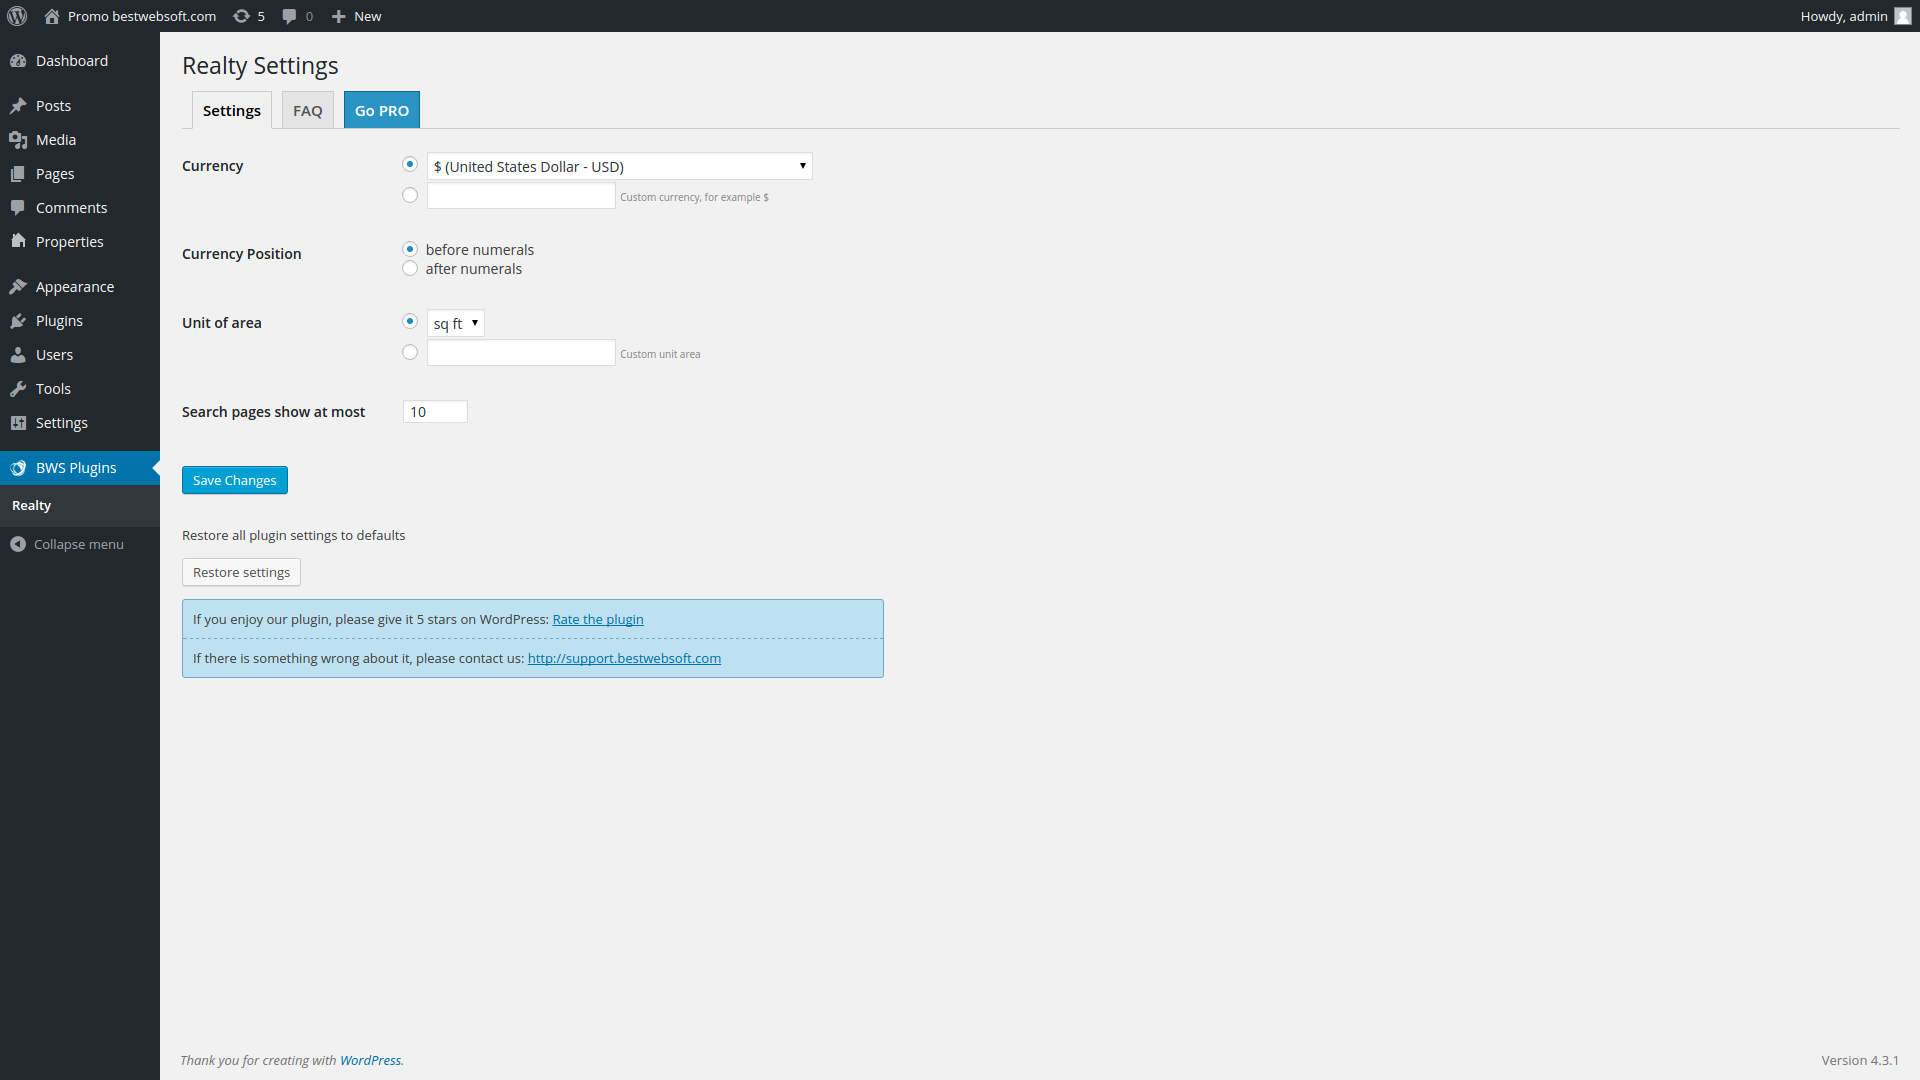 Promo bestwebsoft.com 5 0 New Howdy, admin
Dashboard
Posts
Media
Pages
Comments
Properties
Appearance
Plugins
Users
Tools
Settings
BWS Plugins
Realty
Collapse menu
Realty Settings
Settings FAQ Go PRO
Currency $ (United States Dollar - USD)
Custom currency, for example $
Currency Position before numerals
after numerals
Unit of area sq ft
Custom unit area
Search pages show at most 10
Save Changes
Restore all plugin settings to defaults
Restore settings
If you enjoy our plugin, please give it 5 stars on WordPress: Rate the plugin
If there is something wrong about it, please contact us: http://support.bestwebsoft.com
Thank you for creating with WordPress. Version 4.3.1